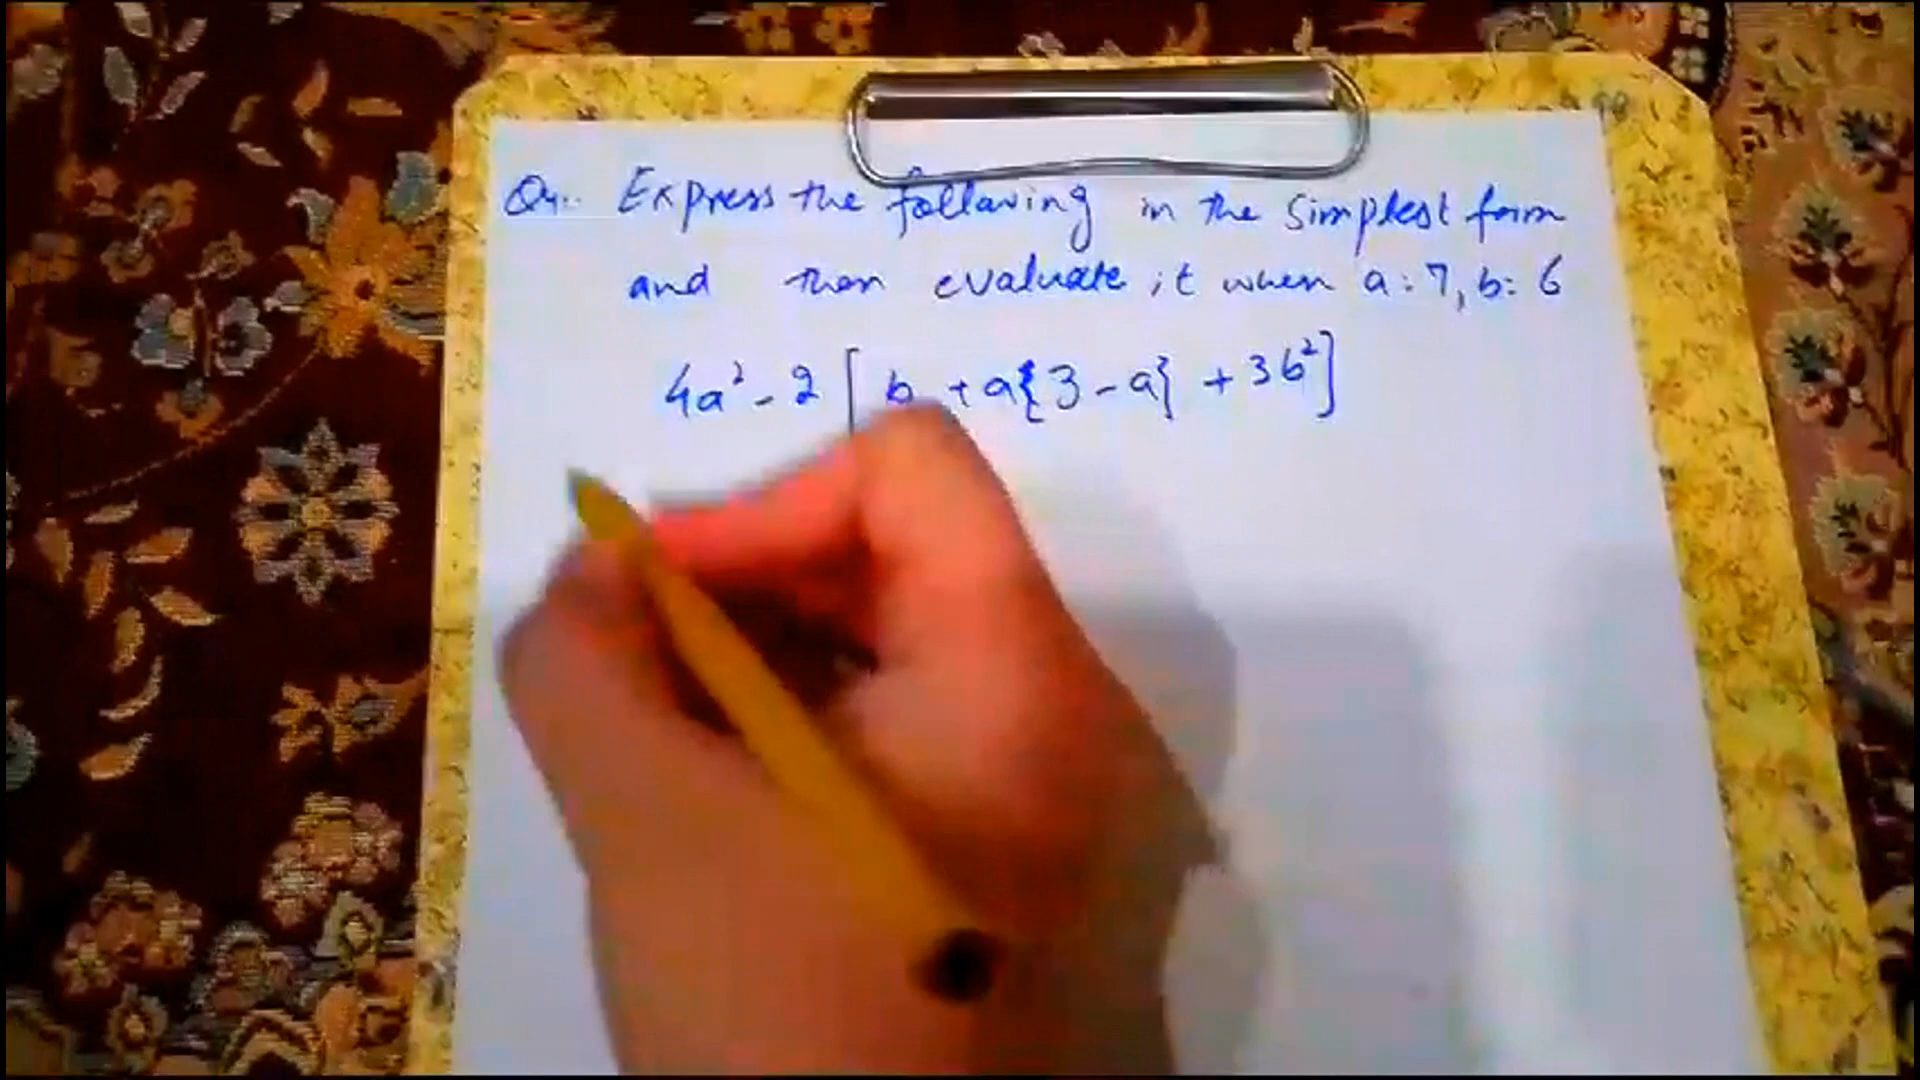 Q4:- Express the following in the simplest form
and then evaluate it when a:7, b: 6
4a² - 2 [ b + a{3 - a} + 3b²]